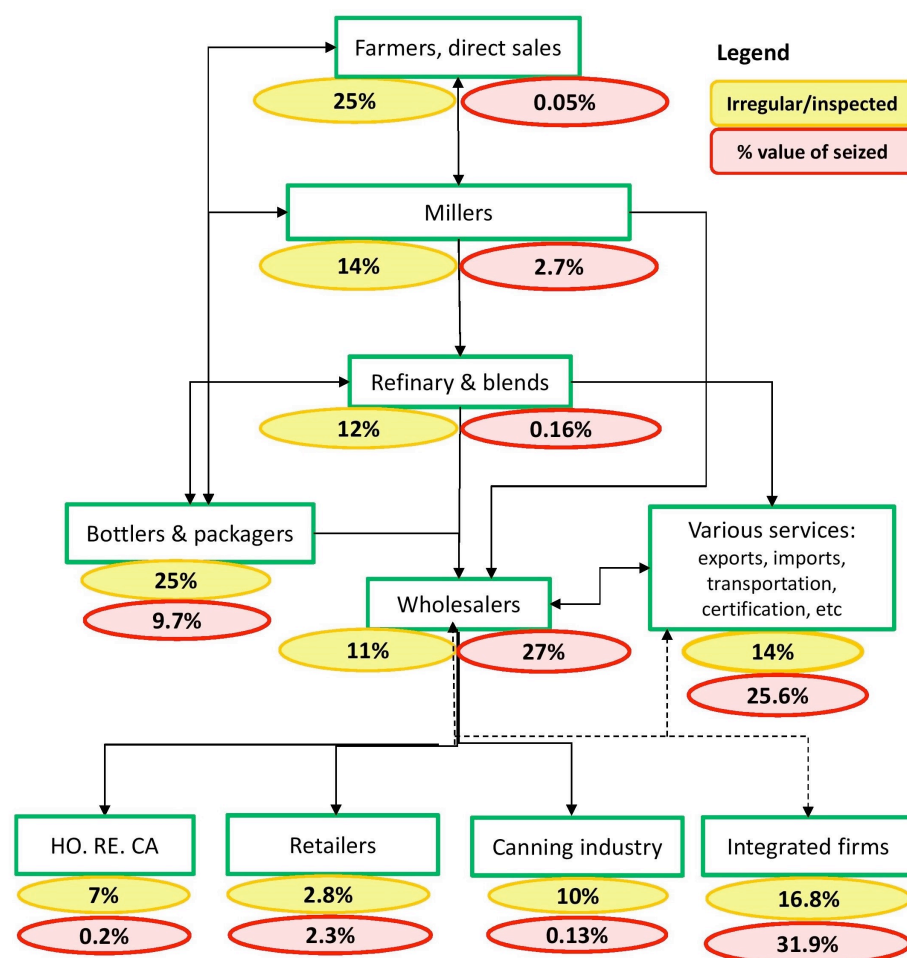 Farmers, direct sales
25%
0.05%
Legend
Irregular/inspected
% value of seized
Millers
14%
2.7%
Refinary & blends
12%
0.16%
Bottlers & packagers
25%
9.7%
Wholesalers
11%
27%
Various services:
exports, imports,
transportation,
certification, etc
14%
25.6%
HO. RE. CA
7%
0.2%
Retailers
2.8%
2.3%
Canning industry
10%
0.13%
Integrated firms
16.8%
31.9%